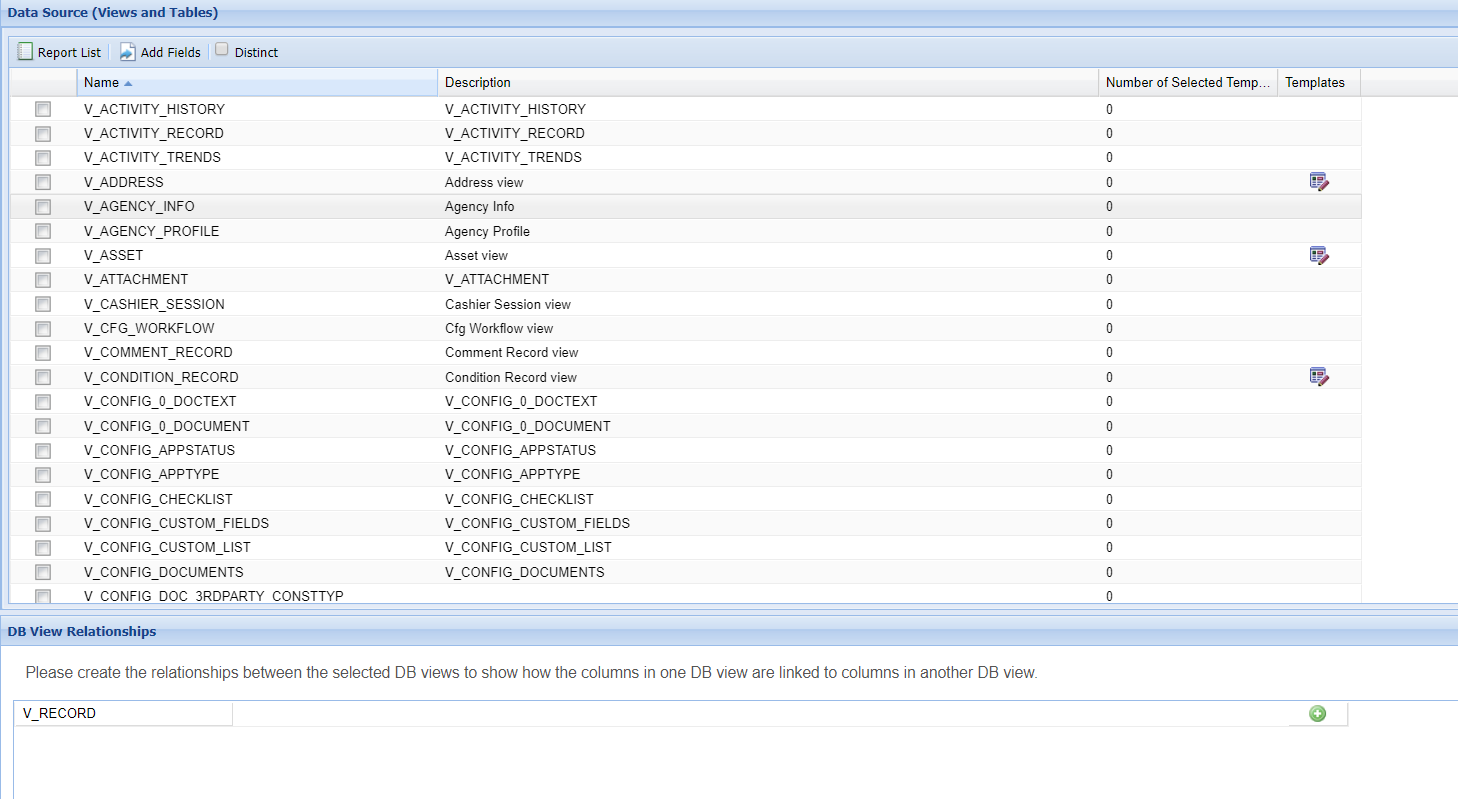 Data Source (Views and Tables)
Report List Add Fields Distinct
Name Description Number of Selected Temp... Templates
V_ACTIVITY_HISTORY V_ACTIVITY_HISTORY 0
V_ACTIVITY_RECORD V_ACTIVITY_RECORD 0
V_ACTIVITY_TRENDS V_ACTIVITY_TRENDS 0
V_ADDRESS Address view 0
V_AGENCY_INFO Agency Info 0
V_AGENCY_PROFILE Agency Profile 0
V_ASSET Asset view 0
V_ATTACHMENT V_ATTACHMENT 0
V_CASHIER_SESSION Cashier Session view 0
V_CFG_WORKFLOW Cfg Workflow view 0
V_COMMENT_RECORD Comment Record view 0
V_CONDITION_RECORD Condition Record view 0
V_CONFIG_0_DOCTEXT V_CONFIG_0_DOCTEXT 0
V_CONFIG_0_DOCUMENT V_CONFIG_0_DOCUMENT 0
V_CONFIG_APPSTATUS V_CONFIG_APPSTATUS 0
V_CONFIG_APPTYPE V_CONFIG_APPTYPE 0
V_CONFIG_CHECKLIST V_CONFIG_CHECKLIST 0
V_CONFIG_CUSTOM_FIELDS V_CONFIG_CUSTOM_FIELDS 0
V_CONFIG_CUSTOM_LIST V_CONFIG_CUSTOM_LIST 0
V_CONFIG_DOCUMENTS V_CONFIG_DOCUMENTS 0
V_CONFIG_DOC_3RDPARTY_CONSTTYP 0
DB View Relationships
Please create the relationships between the selected DB views to show how the columns in one DB view are linked to columns in another DB view.
V_RECORD